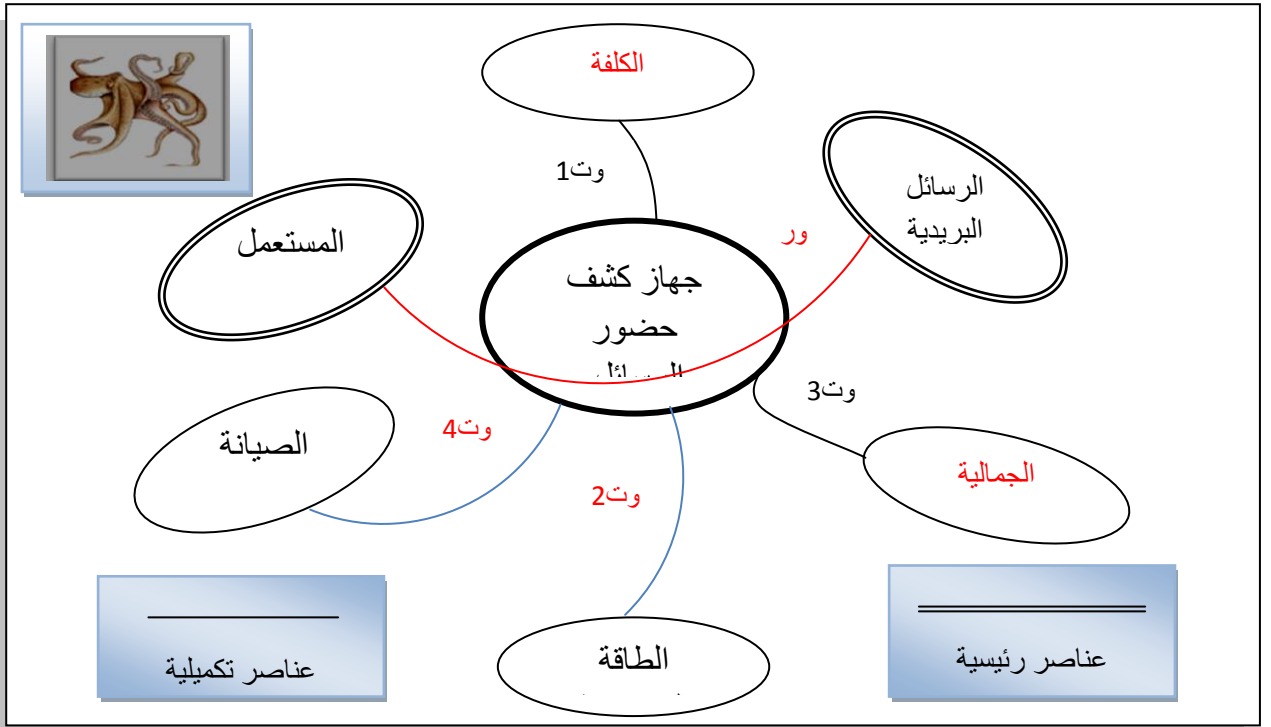 الكلفة
وت1
الرسائل
البريدية
ور
المستعمل
جهاز كشف
حضور
الرسائل
وت3
الجمالية
وت4
الصيانة
وت2
الطاقة
عناصر رئيسية
عناصر تكميلية